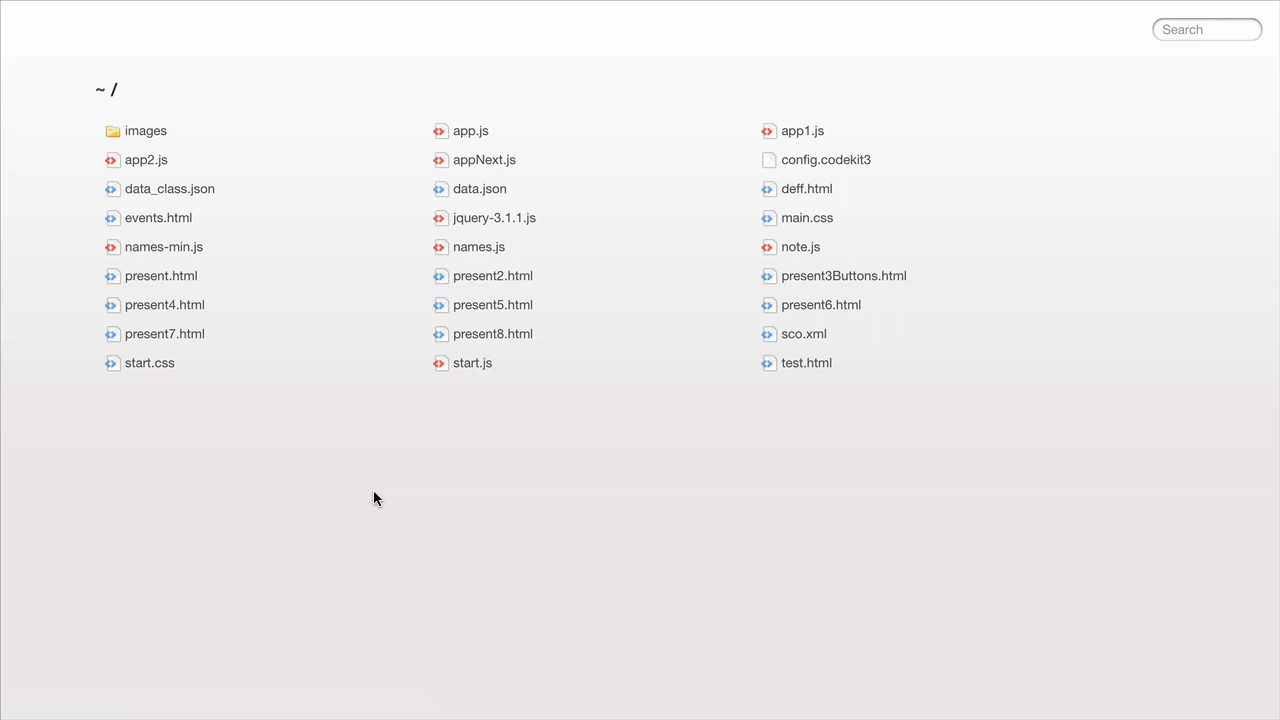 Search
~ /
images app.js app1.js
app2.js appNext.js config.codekit3
data_class.json data.json deff.html
events.html jquery-3.1.1.js main.css
names-min.js names.js note.js
present.html present2.html present3Buttons.html
present4.html present5.html present6.html
present7.html present8.html sco.xml
start.css start.js test.html